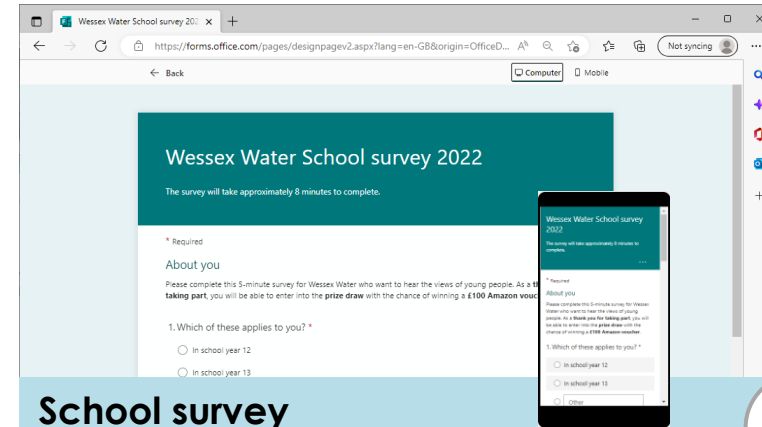 Wessex Water School survey 202
https://forms.office.com/pages/designpagev2.aspx?lang=en-GB&origin=OfficeD...
Not syncing
Back
Computer
Mobile
Wessex Water School survey 2022
The survey will take approximately 8 minutes to complete.
* Required
About you
Please complete this 5-minute survey for Wessex Water who want to hear the views of young people. As a
taking part, you will be able to enter into the prize draw with the chance of winning a £100 Amazon vouc
1. Which of these applies to you? *
In school year 12
In school year 13
Wessex Water School survey
2022
The survey will take approximately 8 minutes to
complete.
...
* Required
About you
Please complete this 5-minute survey for Wessex
Water who want to hear the views of young
people. As a thank you for taking part, you will
be able to enter into the prize draw with the
chance of winning a £100 Amazon voucher.
1. Which of these applies to you? *
In school year 12
In school year 13
Other
School survey